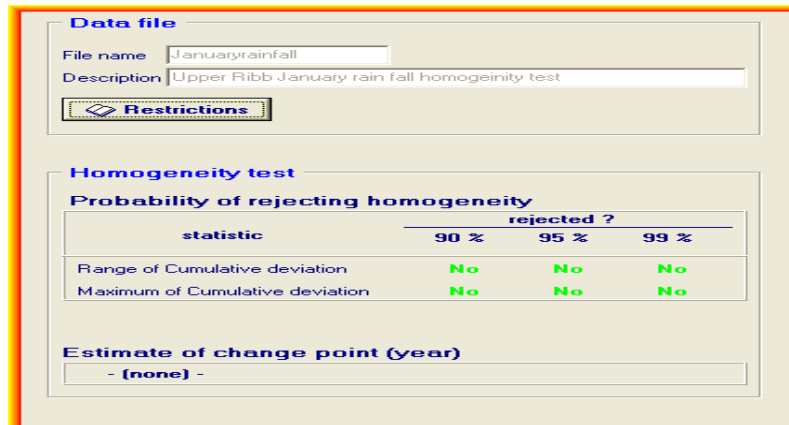 Data file
File name Januaryrainfall
Description Upper Ribb January rain fall homogeinity test
Restrictions
Homogeneity test
Probability of rejecting homogeneity
rejected ?
statistic 90 % 95 % 99 %
Range of Cumulative deviation No No No
Maximum of Cumulative deviation No No No
Estimate of change point (year)
- (none) -